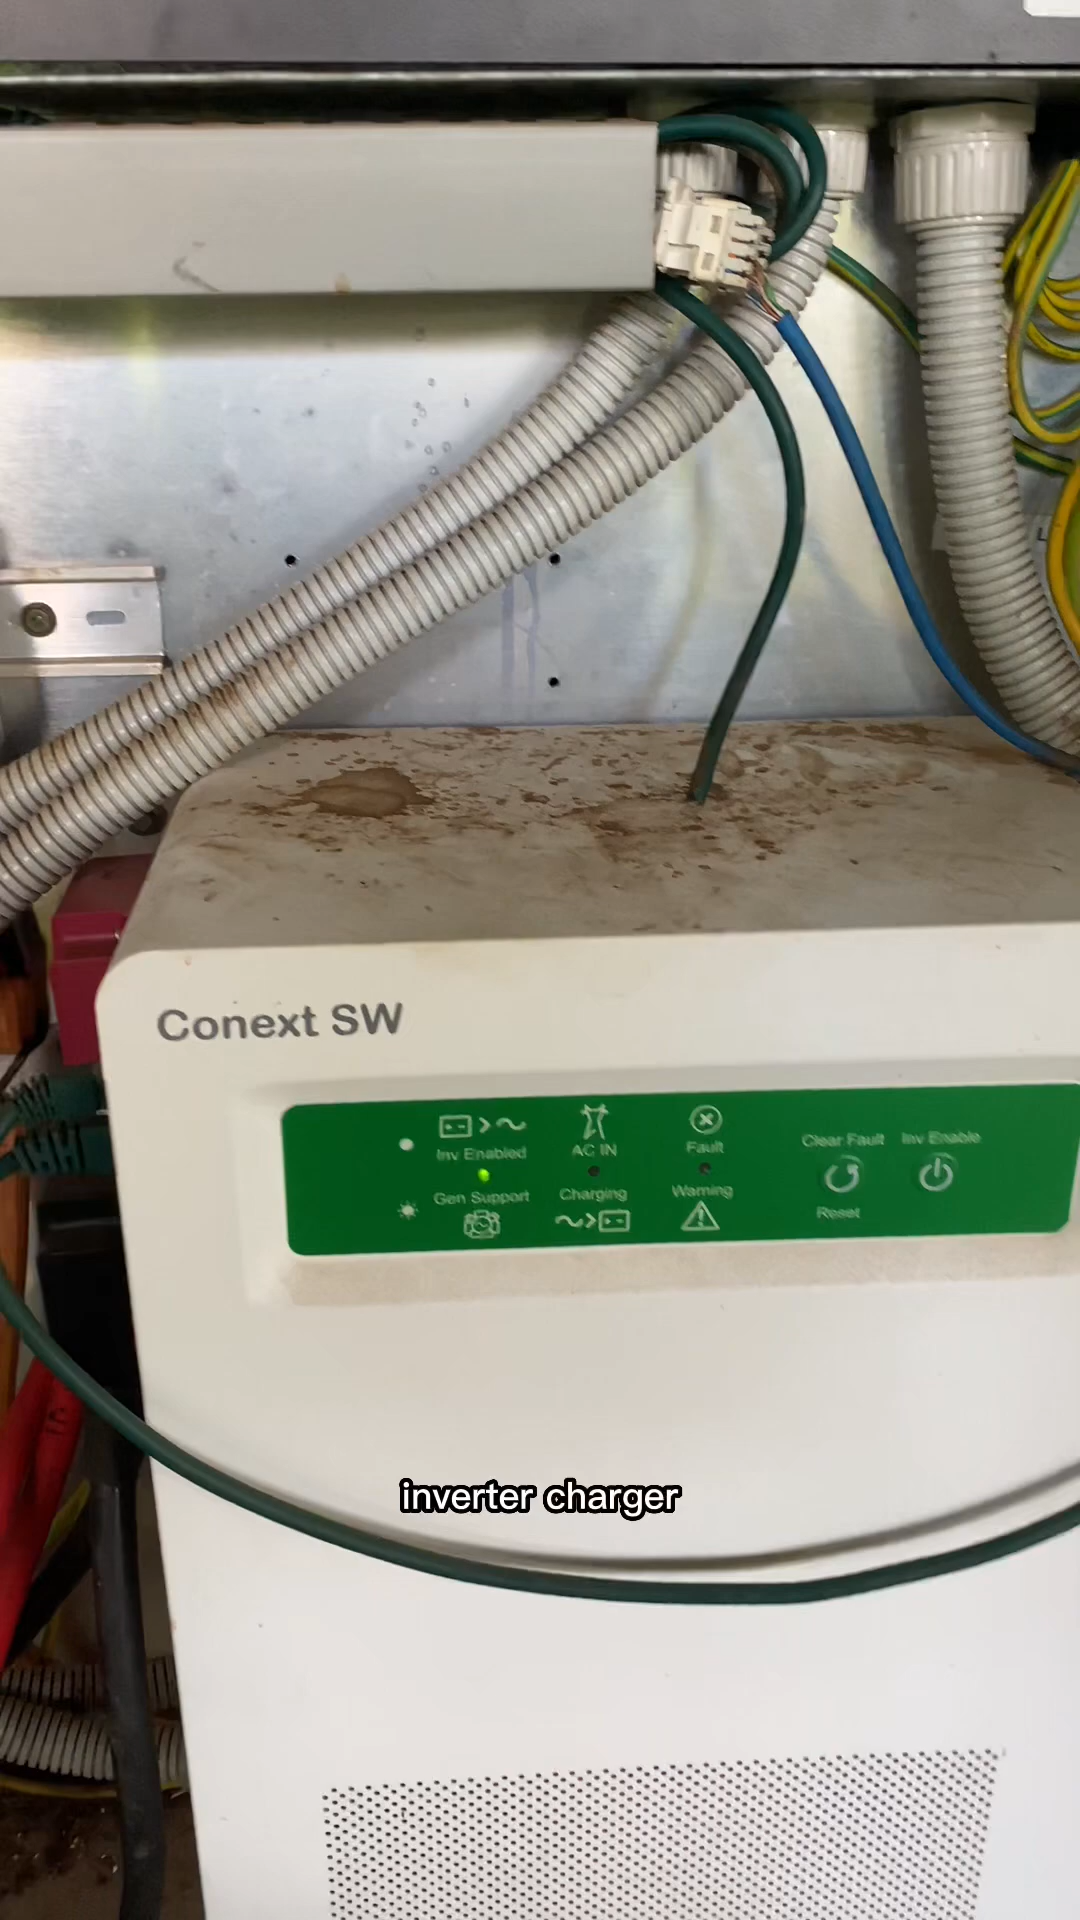 Conext SW
Inv Enabled
AC IN
Fault
Clear Fault
Inv Enable
Gen Support
Charging
Warning
Reset
inverter charger